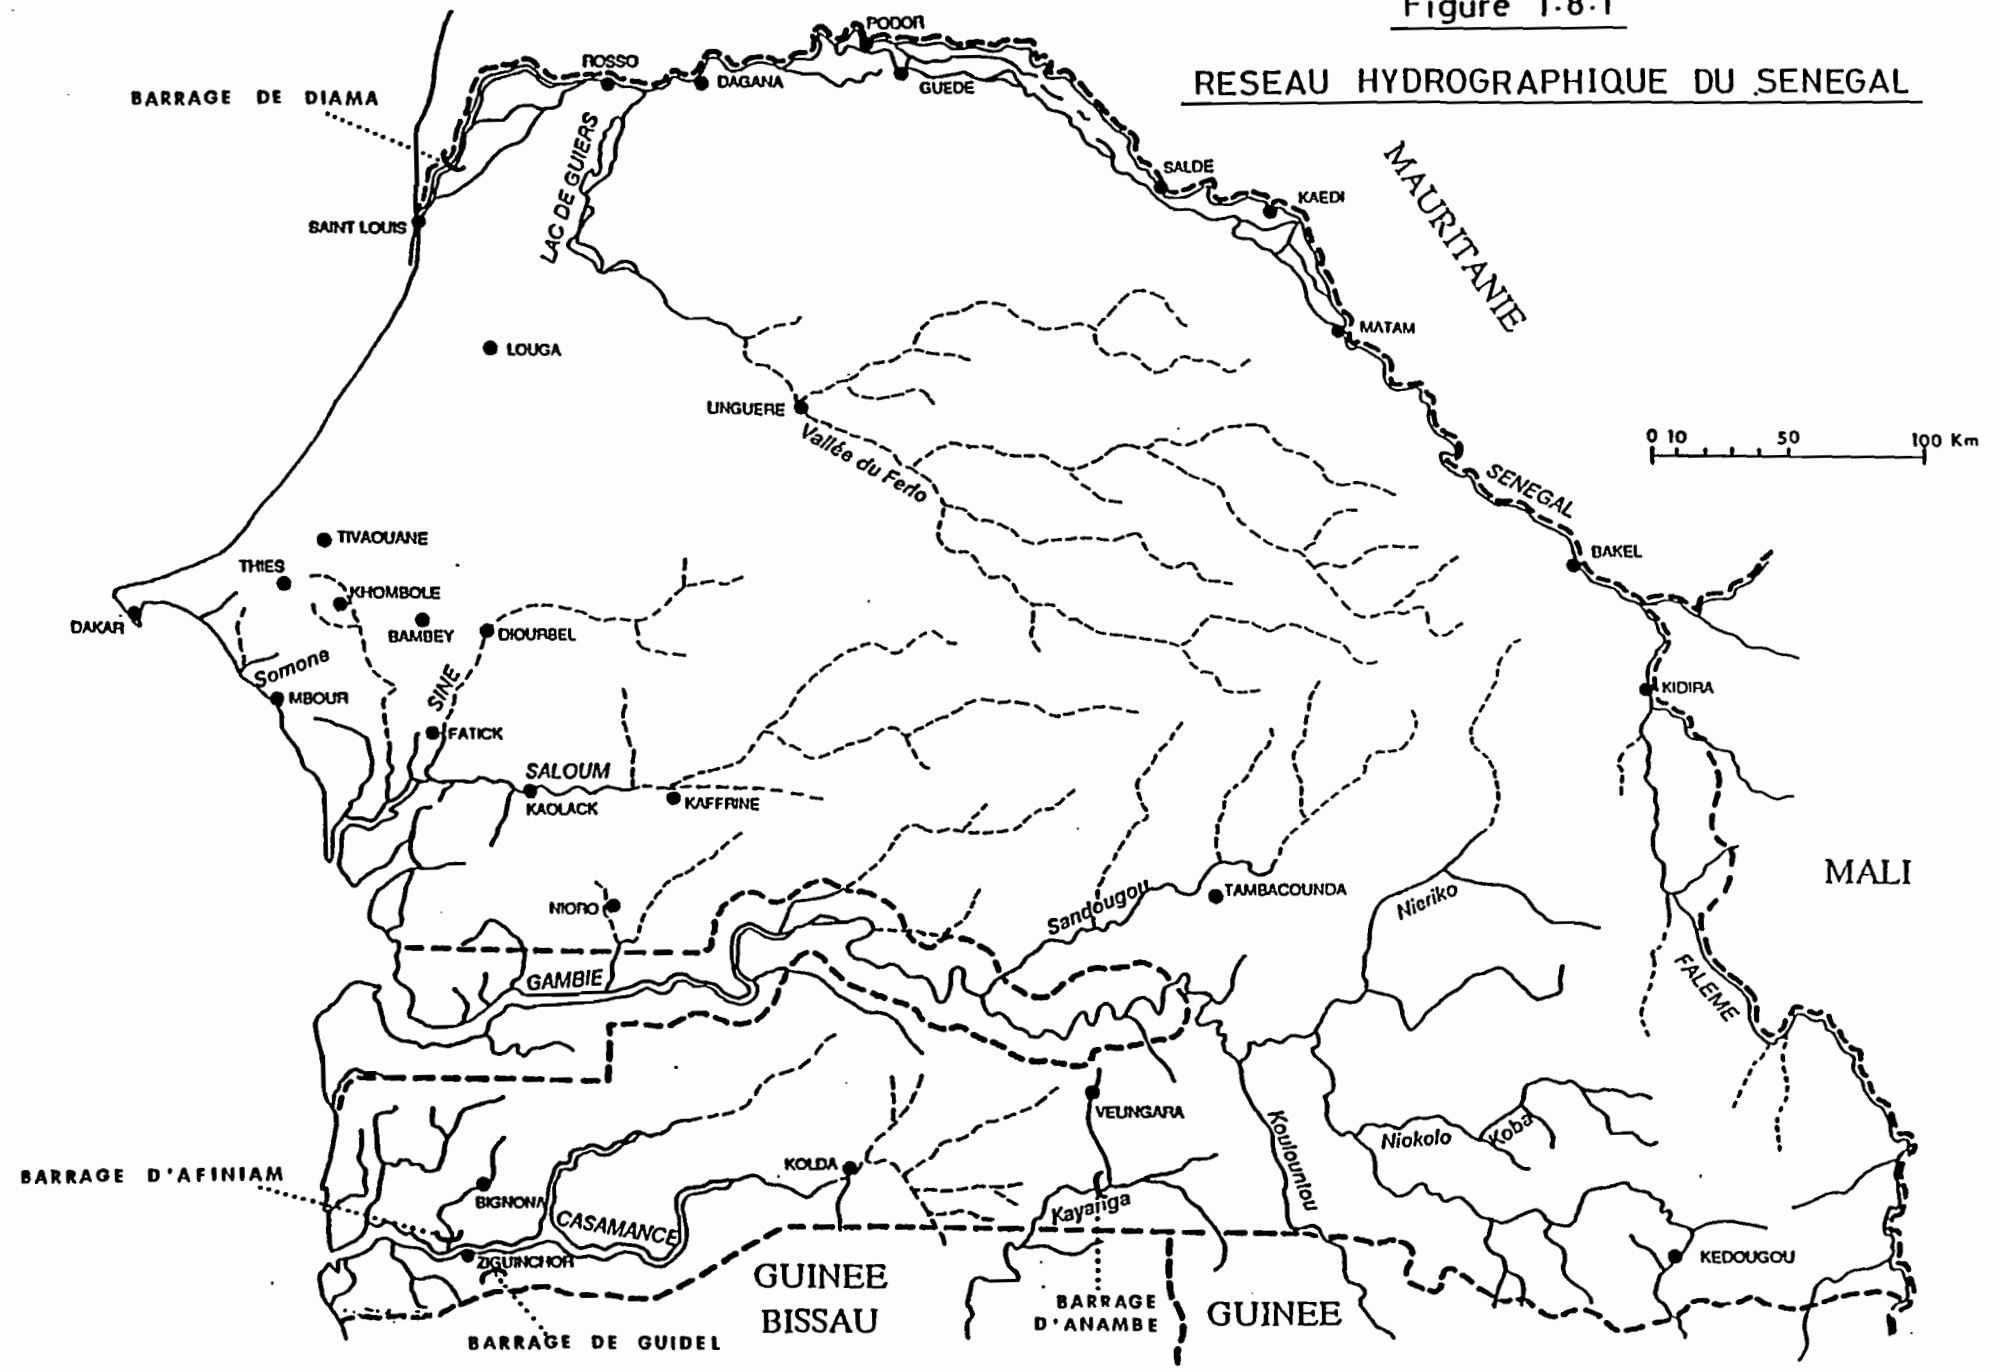 Figure 1.8.1
RESEAU HYDROGRAPHIQUE DU SENEGAL
PODOR
ROSSO
DAGANA
GUEDE
BARRAGE DE DIAMA
LAC DE GUIERS
SALDE
KAEDI
MAURITANIE
SAINT LOUIS
MATAM
LOUGA
LINGUERE
Vallée du Ferlo
0 10 50 100 Km
SENEGAL
BAKEL
TIVAOUANE
THIES
KHOMBOLE
DAKAR
BAMBEY
DIOURBEL
Somone
MBOUR
SINE
KIDIRA
FATICK
SALOUM
KAOLACK
KAFFRINE
MALI
TAMBACOUNDA
Sandougou
Nieriko
NIORO
GAMBIE
FALEME
VELINGARA
Koulountou
Niokolo
Koba
BARRAGE D'AFINIAM
KOLDA
BIGNONA
CASAMANCE
Kayanga
ZIGUINCHOR
KEDOUGOU
GUINEE
BISSAU
BARRAGE
D'ANAMBE
GUINEE
BARRAGE DE GUIDEL